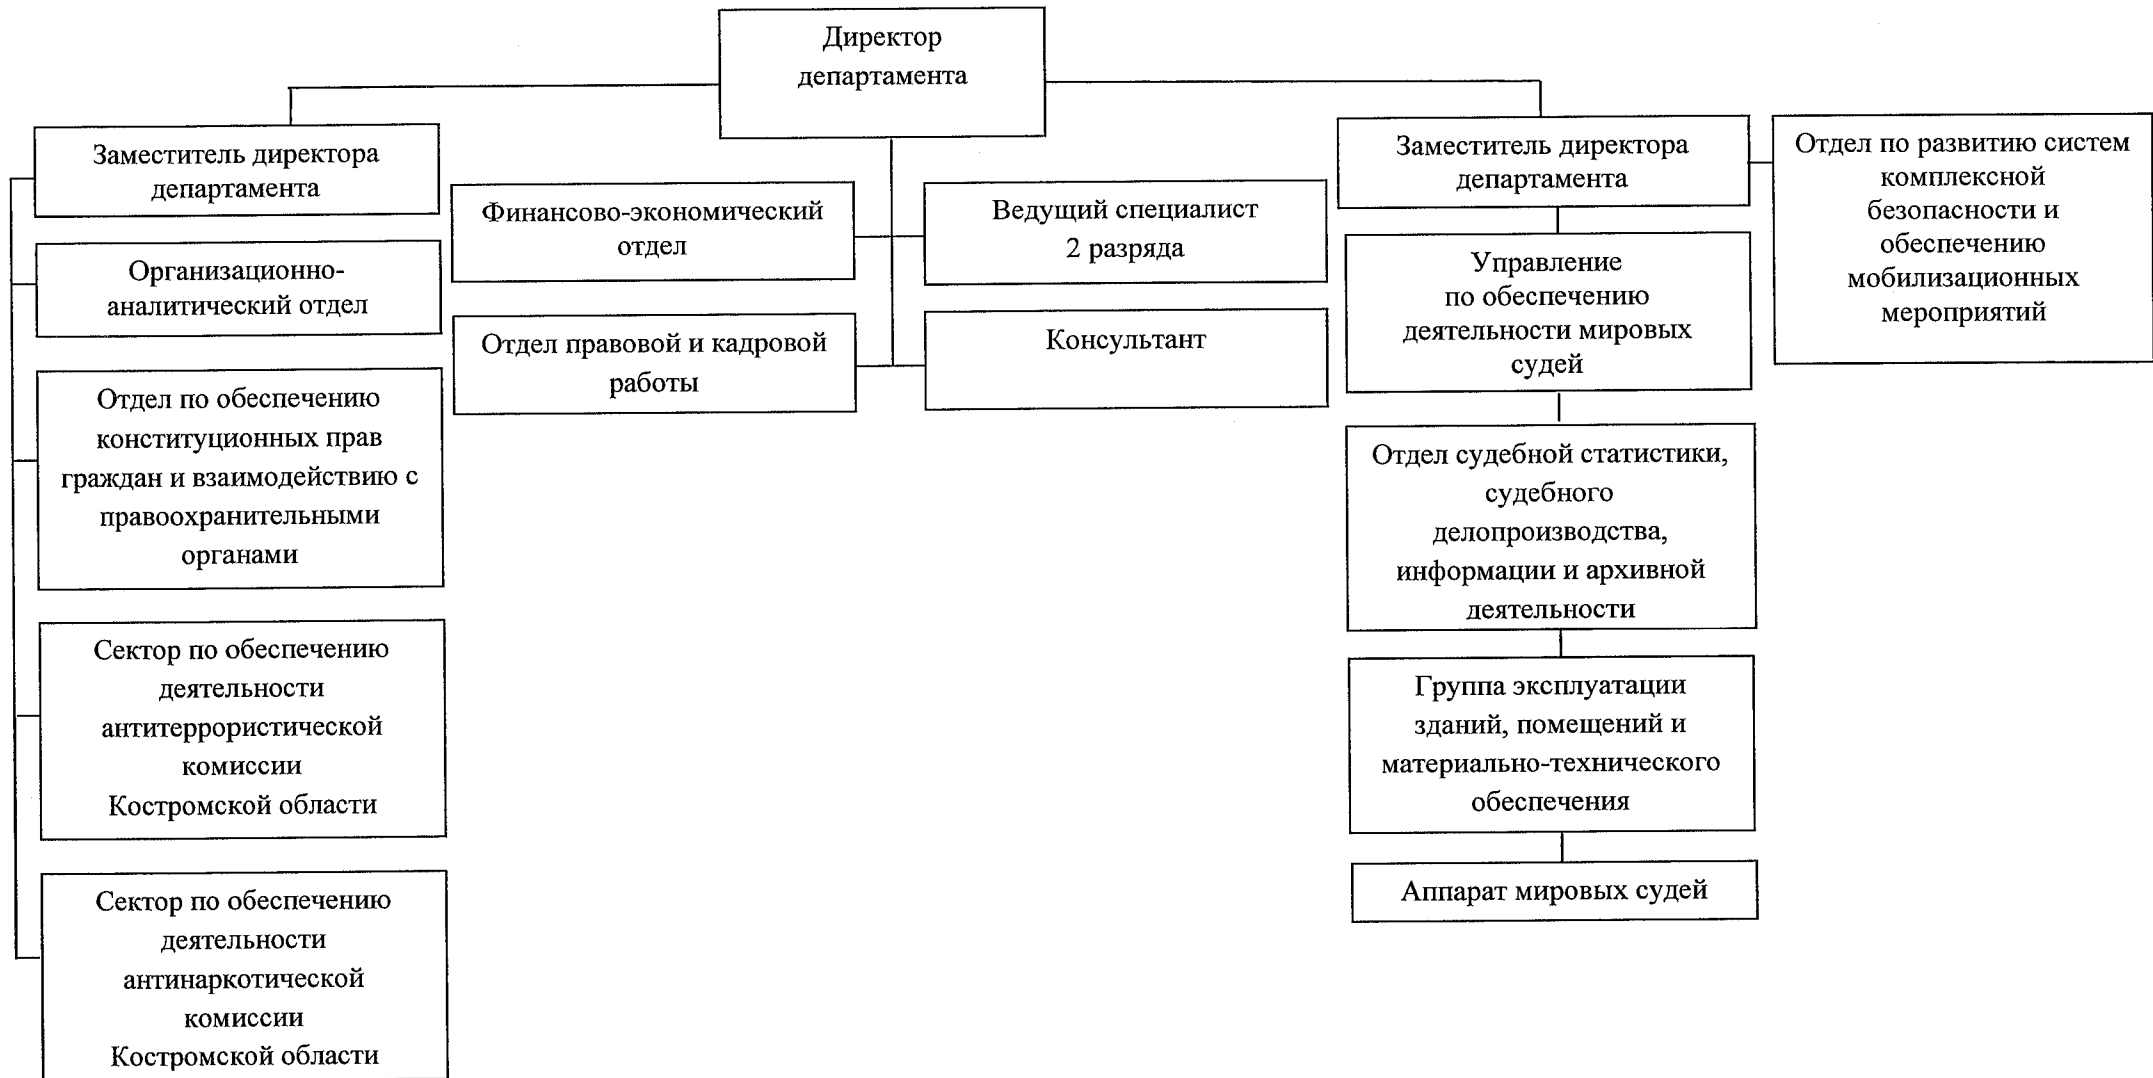 Директор
департамента
Заместитель директора
департамента
Организационно-
аналитический отдел
Отдел по обеспечению
конституционных прав
граждан и взаимодействию с
правоохранительными
органами
Сектор по обеспечению
деятельности
антитеррористической
комиссии
Костромской области
Сектор по обеспечению
деятельности
антинаркотической
комиссии
Костромской области
Финансово-экономический
отдел
Отдел правовой и кадровой
работы
Ведущий специалист
2 разряда
Консультант
Заместитель директора
департамента
Управление
по обеспечению
деятельности мировых
судей
Отдел судебной статистики,
судебного
делопроизводства,
информации и архивной
деятельности
Группа эксплуатации
зданий, помещений и
материально-технического
обеспечения
Аппарат мировых судей
Отдел по развитию систем
комплексной
безопасности и
обеспечению
мобилизационных
мероприятий